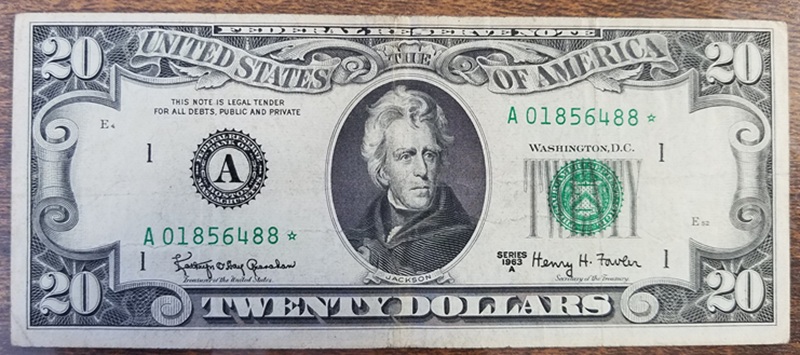 FEDERAL RESERVE NOTE
20 20
THE
UNITED STATES OF AMERICA
THIS NOTE IS LEGAL TENDER
FOR ALL DEBTS, PUBLIC AND PRIVATE
A 01856488 *
E4
WASHINGTON, D.C.
1 1
A
E52
A 01856488 *
1 1
SERIES
1963
A
Henry H. Fowler
Treasurer of the United States.
Secretary of the Treasury.
JACKSON
20 20
TWENTY DOLLARS